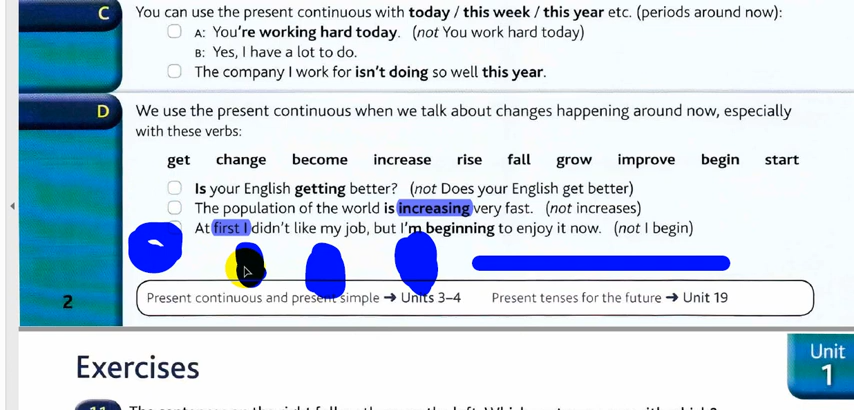 C
You can use the present continuous with today / this week / this year etc. (periods around now):
A: You're working hard today. (not You work hard today)
B: Yes, I have a lot to do.
The company I work for isn't doing so well this year.
D
We use the present continuous when we talk about changes happening around now, especially
with these verbs:
get change become increase rise fall grow improve begin start
Is your English getting better? (not Does your English get better)
The population of the world is increasing very fast. (not increases)
At first I didn't like my job, but I'm beginning to enjoy it now. (not I begin)
2
Present continuous and present simple → Units 3–4 Present tenses for the future → Unit 19
Exercises
Unit
1